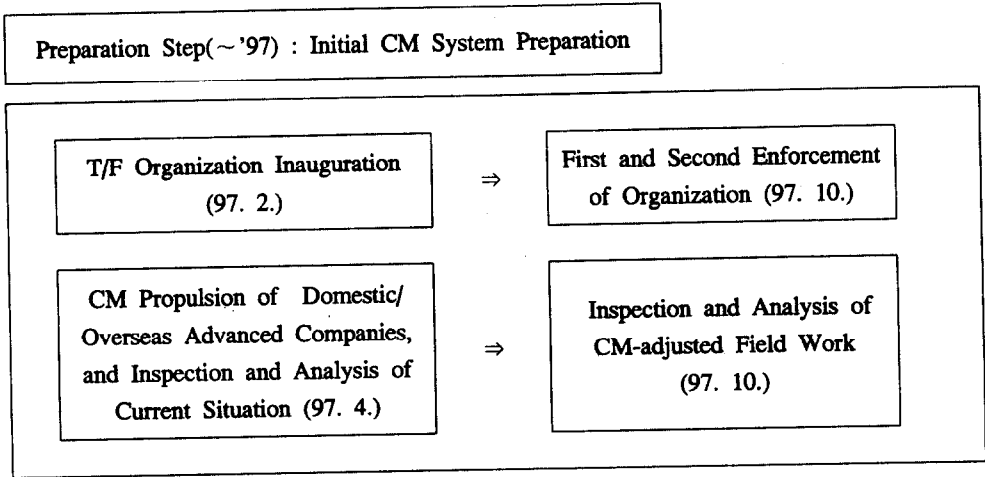 Preparation Step(~'97) : Initial CM System Preparation
T/F Organization Inauguration
(97. 2.)
⇒
First and Second Enforcement
of Organization (97. 10.)
CM Propulsion of Domestic/
Overseas Advanced Companies,
and Inspection and Analysis of
Current Situation (97. 4.)
⇒
Inspection and Analysis of
CM-adjusted Field Work
(97. 10.)